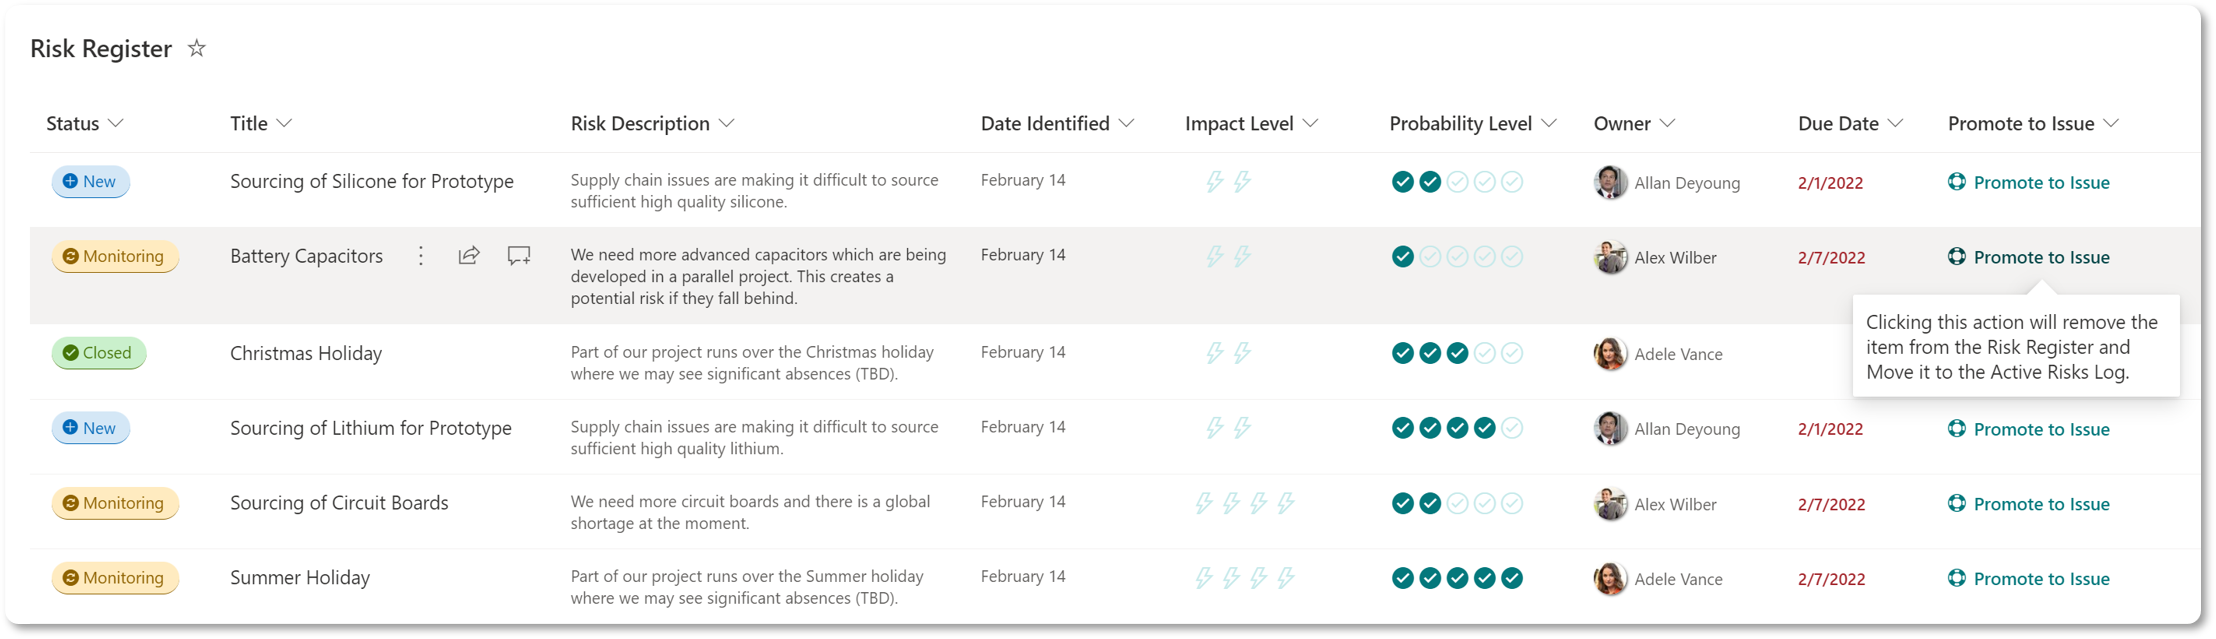 Risk Register
Status Title Risk Description Date Identified Impact Level Probability Level Owner Due Date Promote to Issue
New Sourcing of Silicone for Prototype Supply chain issues are making it difficult to source February 14 Allan Deyoung 2/1/2022 Promote to Issue
sufficient high quality silicone.
Monitoring Battery Capacitors We need more advanced capacitors which are being February 14 Alex Wilber 2/7/2022 Promote to Issue
developed in a parallel project. This creates a
potential risk if they fall behind.
Clicking this action will remove the
item from the Risk Register and
Move it to the Active Risks Log.
Closed Christmas Holiday Part of our project runs over the Christmas holiday February 14 Adele Vance
where we may see significant absences (TBD).
New Sourcing of Lithium for Prototype Supply chain issues are making it difficult to source February 14 Allan Deyoung 2/1/2022 Promote to Issue
sufficient high quality lithium.
Monitoring Sourcing of Circuit Boards We need more circuit boards and there is a global February 14 Alex Wilber 2/7/2022 Promote to Issue
shortage at the moment.
Monitoring Summer Holiday Part of our project runs over the Summer holiday February 14 Adele Vance 2/7/2022 Promote to Issue
where we may see significant absences (TBD).